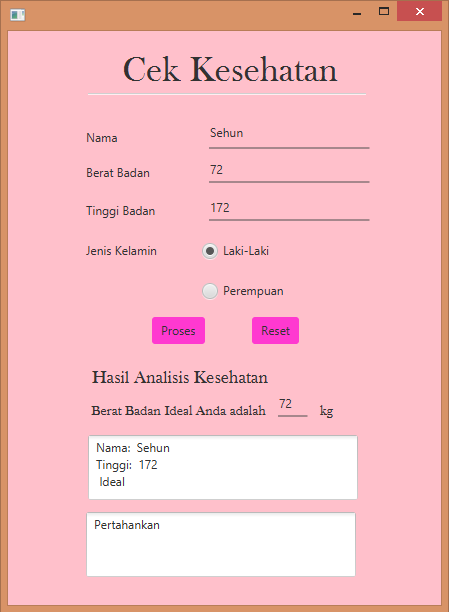 Cek Kesehatan
Nama Sehun
Berat Badan 72
Tinggi Badan 172
Jenis Kelamin Laki-Laki
Perempuan
Proses Reset
Hasil Analisis Kesehatan
Berat Badan Ideal Anda adalah 72 kg
Nama: Sehun
Tinggi: 172
Ideal
Pertahankan